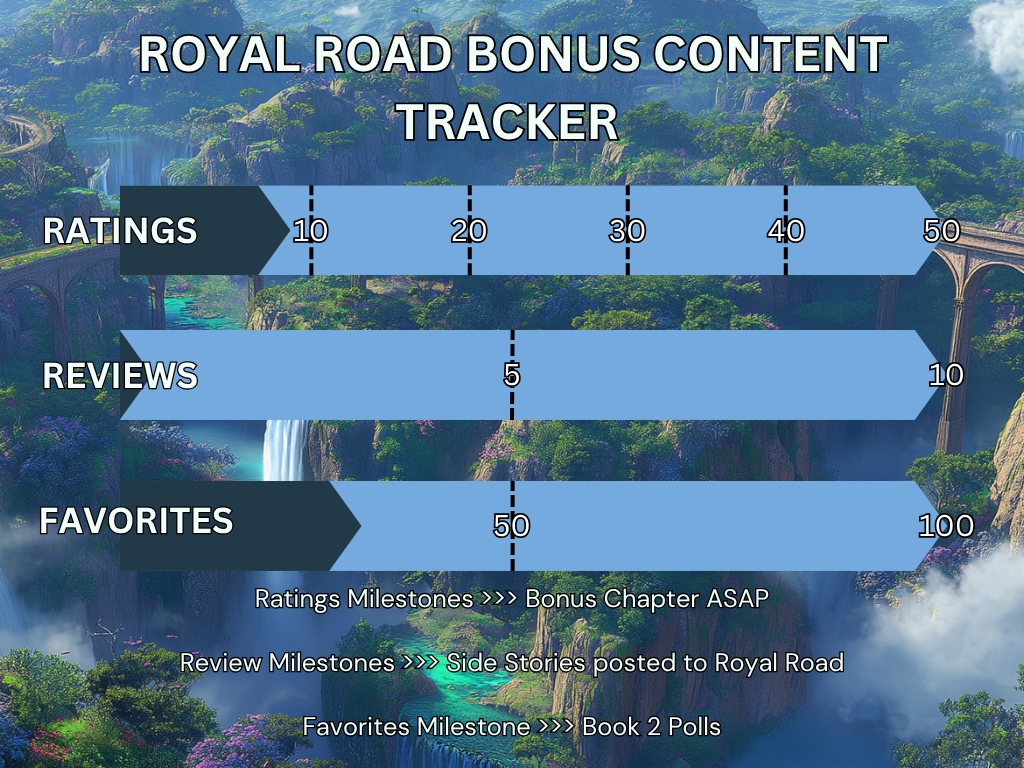 ROYAL ROAD BONUS CONTENT
TRACKER
RATINGS 10 20 30 40 50
REVIEWS 5 10
FAVORITES 50 100
Ratings Milestones >>> Bonus Chapter ASAP
Review Milestones >>> Side Stories posted to Royal Road
Favorites Milestone >>> Book 2 Polls